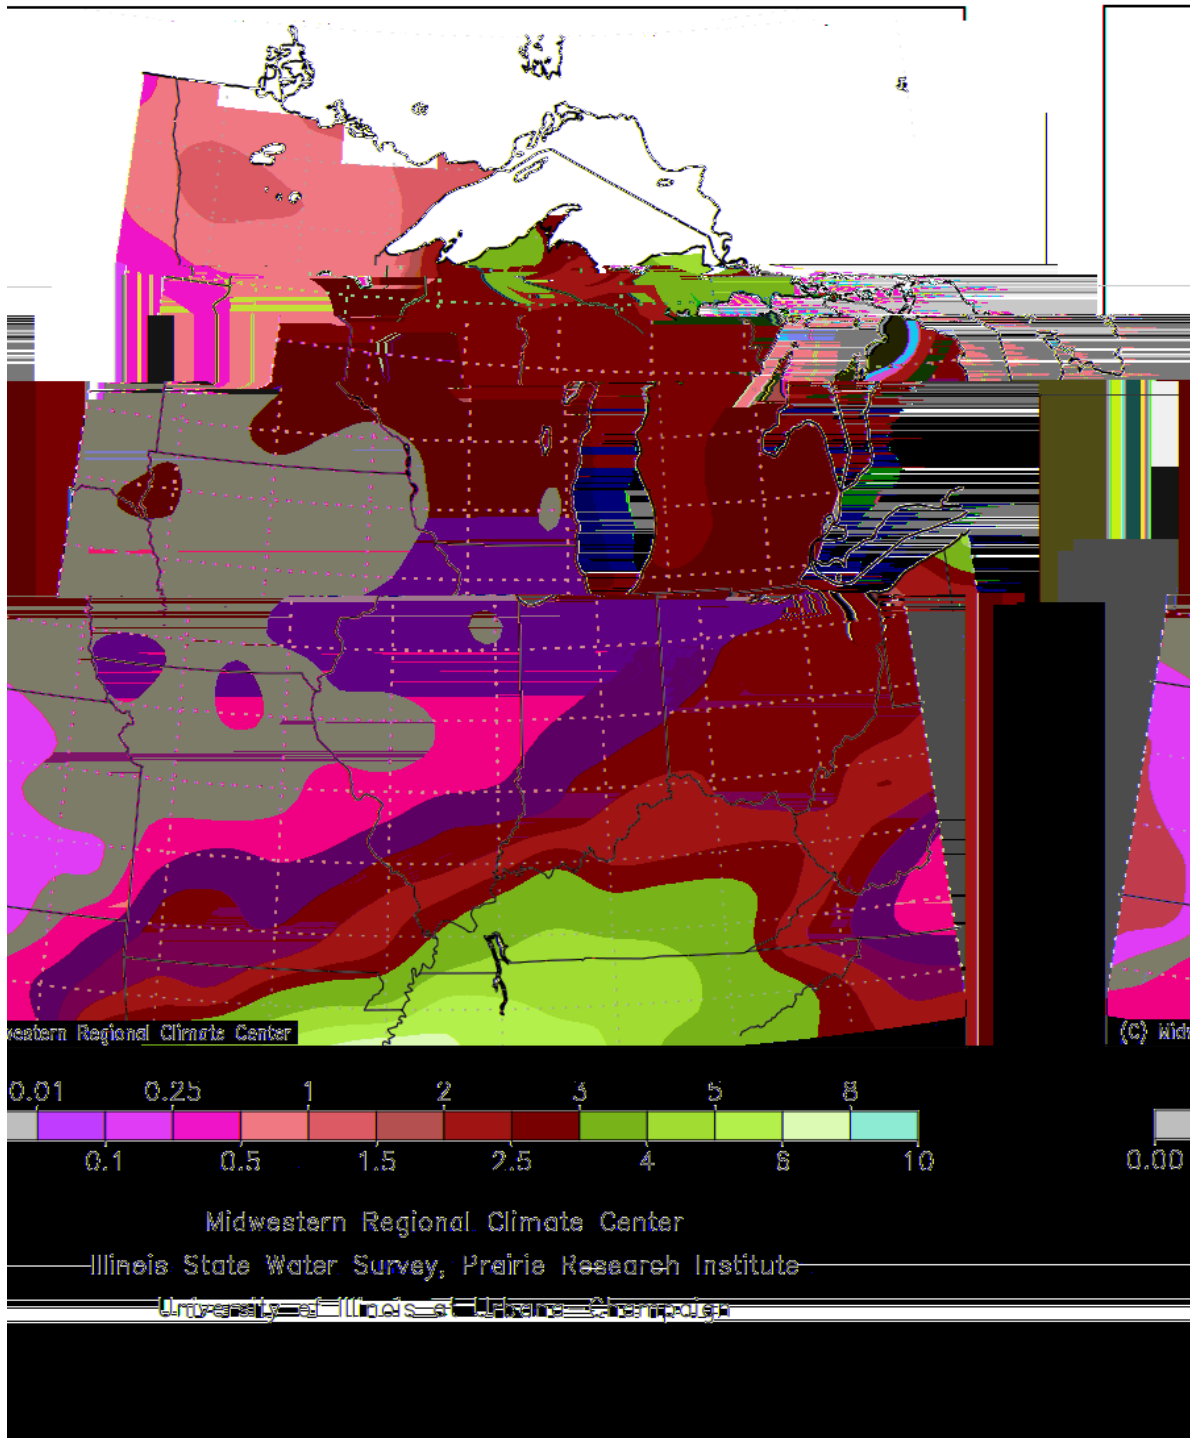 western Regional Climate Center
(C) Midw
0.01 0.25 1 2 3 5 8
0.1 0.5 1.5 2.5 4 6 10
0.00
Midwestern Regional Climate Center
Illinois State Water Survey, Prairie Research Institute
University of Illinois at Urbana-Champaign